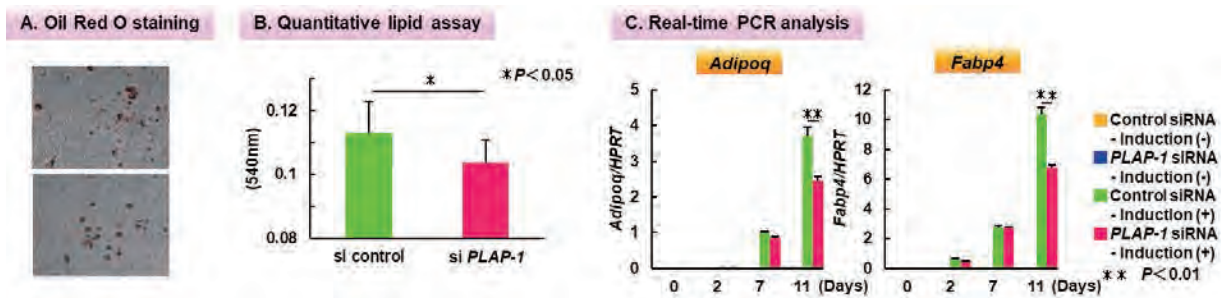 A. Oil Red O staining
B. Quantitative lipid assay
(540nm)
0.12
0.1
0.08
*
*P<0.05
si control
si PLAP-1
C. Real-time PCR analysis
Adipoq
Adipoq/HPRT
5
4
3
2
1
0
**
0 2 7 11 (Days)
Fabp4
Fabp4/HPRT
12
10
8
6
4
2
0
**
0 2 7 11 (Days)
Control siRNA
- Induction (-)
PLAP-1 siRNA
- Induction (-)
Control siRNA
- Induction (+)
PLAP-1 siRNA
- Induction (+)
** P<0.01